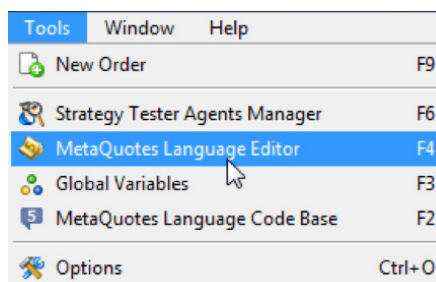 Tools Window Help
New Order F9
Strategy Tester Agents Manager F6
MetaQuotes Language Editor F4
Global Variables F3
5 MetaQuotes Language Code Base F2
Options Ctrl+O